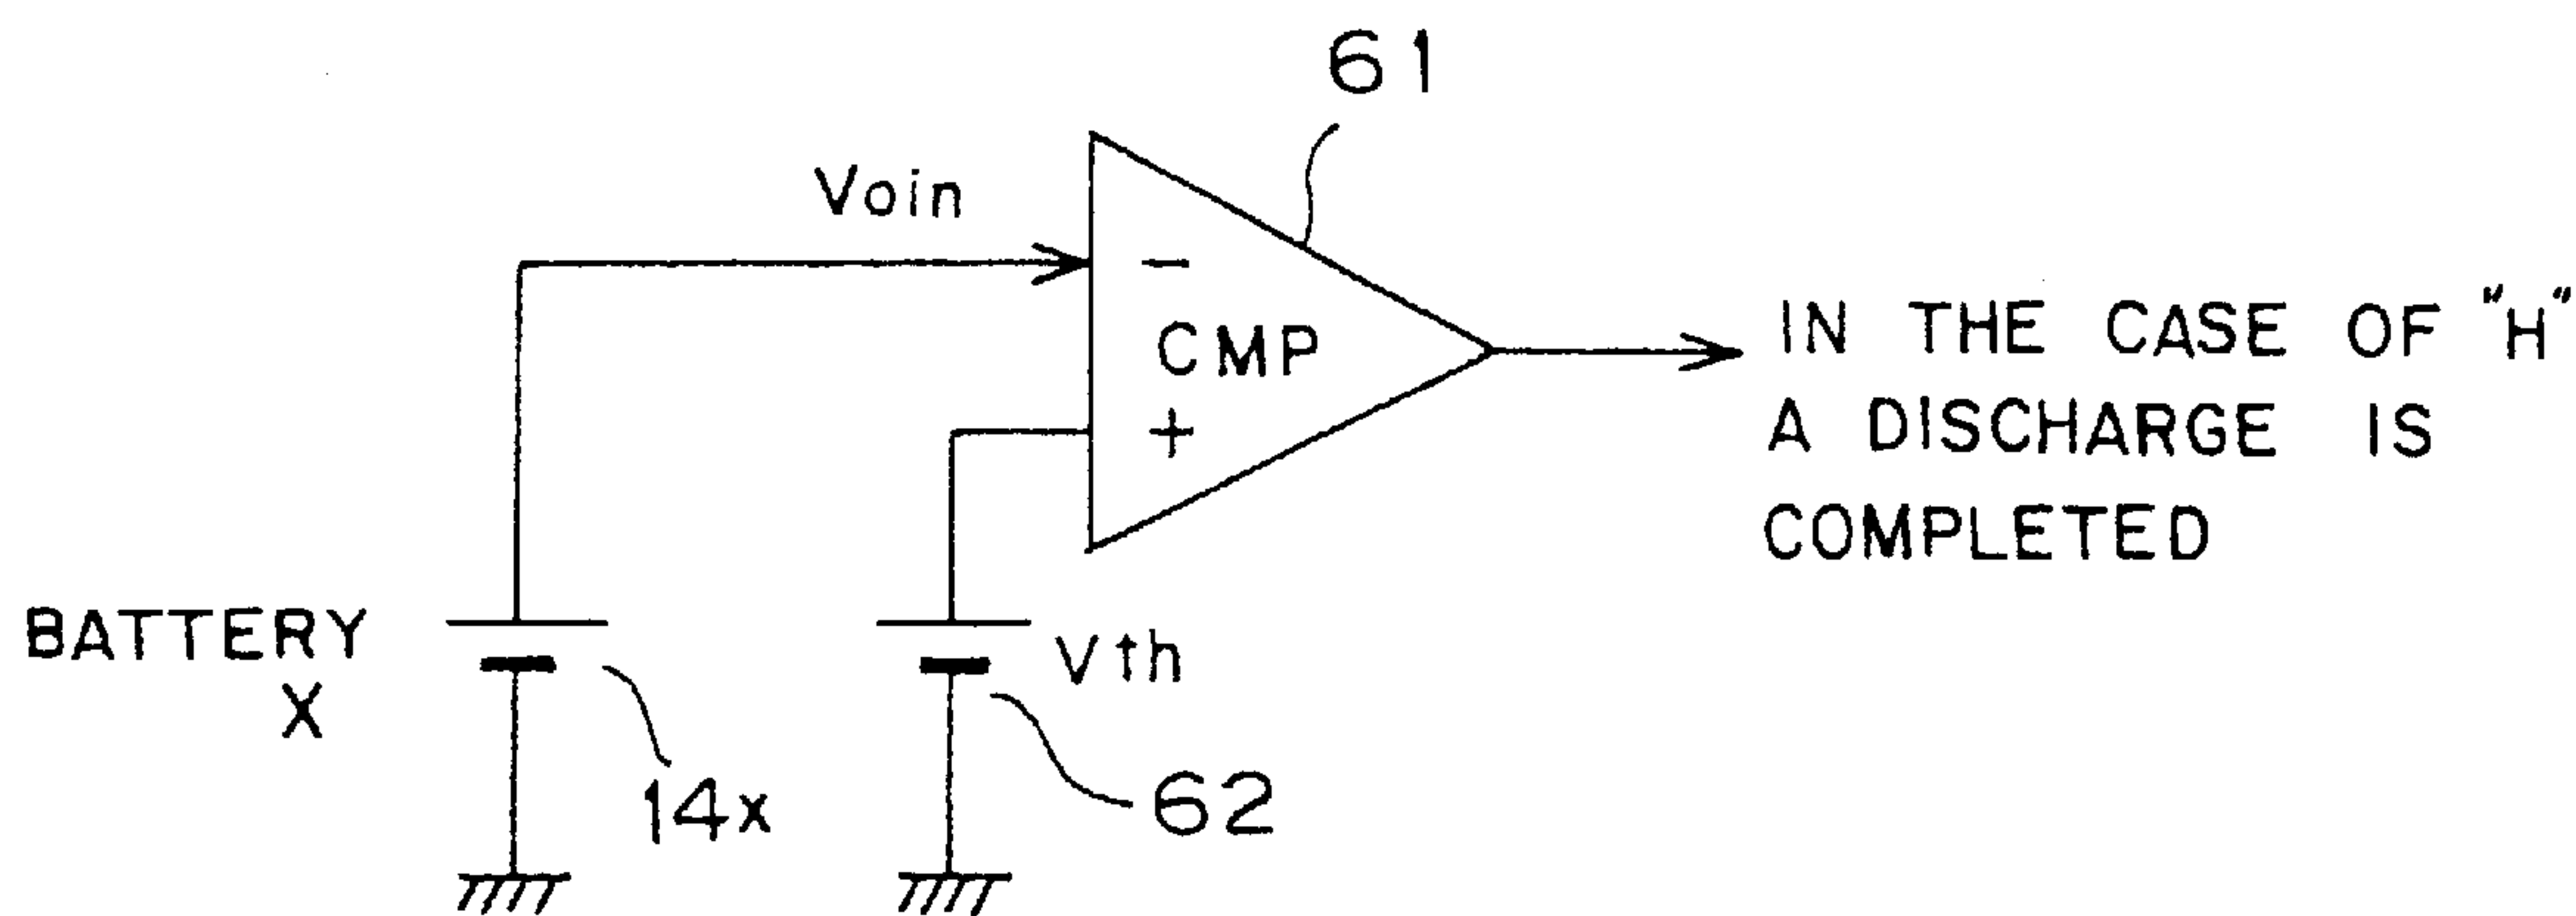 61
Voin
-
CMP
+
IN THE CASE OF "H"
A DISCHARGE IS
COMPLETED
BATTERY
X
Vth
14x
62